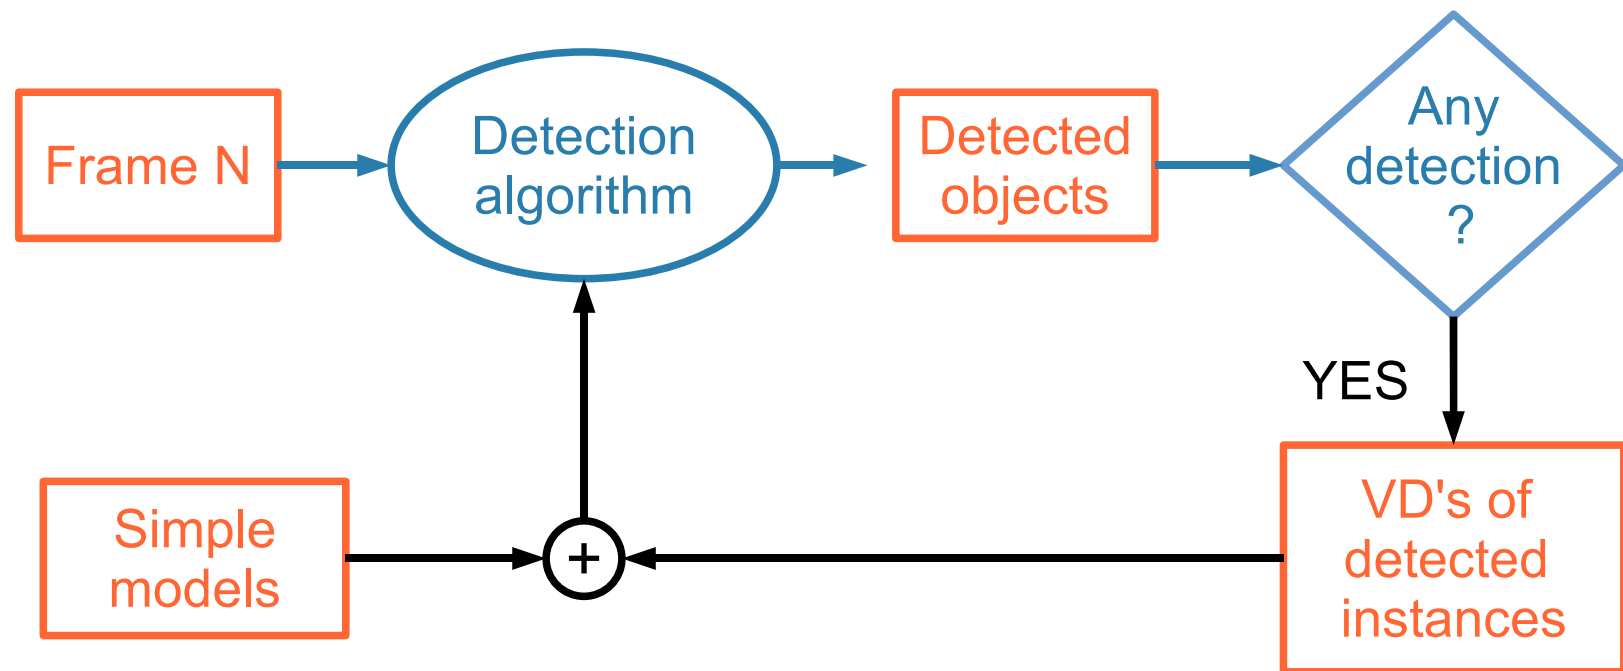 Frame N
Detection
algorithm
Detected
objects
Any
detection
?
YES
Simple
models
+
VD's of
detected
instances